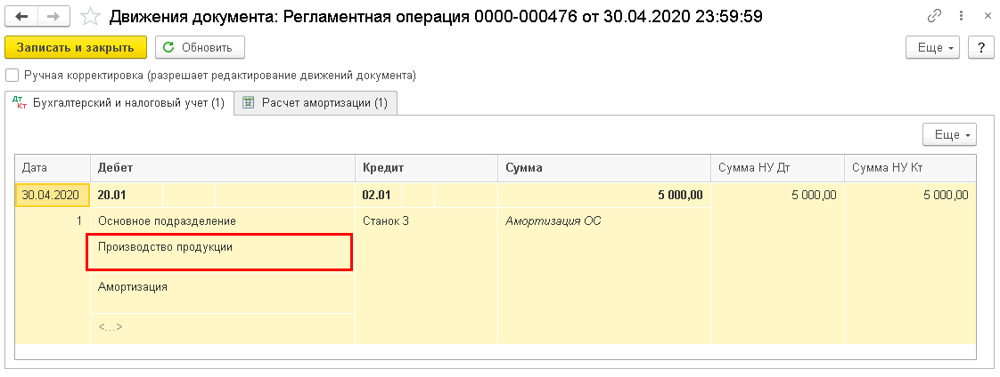 Движения документа: Регламентная операция 0000-000476 от 30.04.2020 23:59:59
Записать и закрыть Обновить Еще ?
Ручная корректировка (разрешает редактирование движений документа)
Дт Кт Бухгалтерский и налоговый учет (1) Расчет амортизации (1)
Еще
Дата Дебет Кредит Сумма Сумма НУ Дт Сумма НУ Кт
30.04.2020 20.01 02.01 5 000,00 5 000,00 5 000,00
1 Основное подразделение Станок 3 Амортизация ОС
Производство продукции
Амортизация
<...>